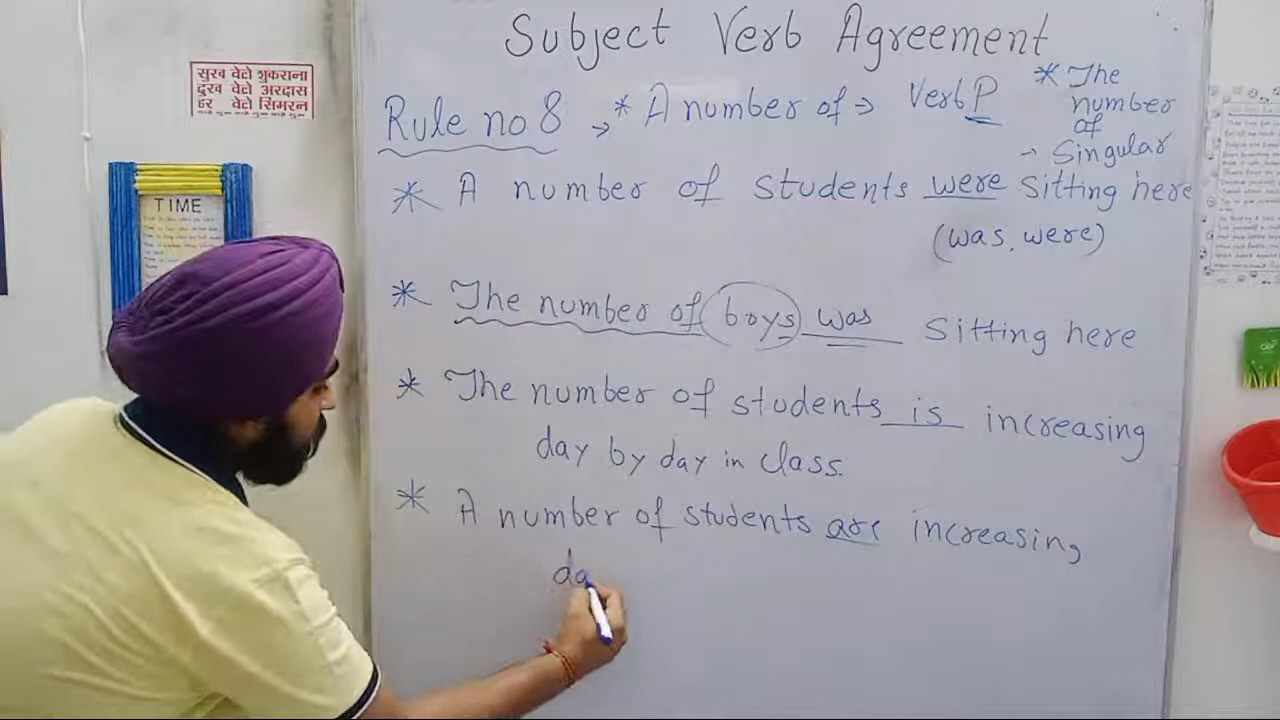 Subject Verb Agreement
सुख वेले शुकराना
दुख वेले अरदास
हर वेले सिमरन
Rule no 8 → * A number of → Verb P
* The
number
of
→ Singular
* A number of students were sitting here
(was, were)
* The number of boys was sitting here
* The number of students is increasing
day by day in class.
* A number of students are increasing
da
TIME